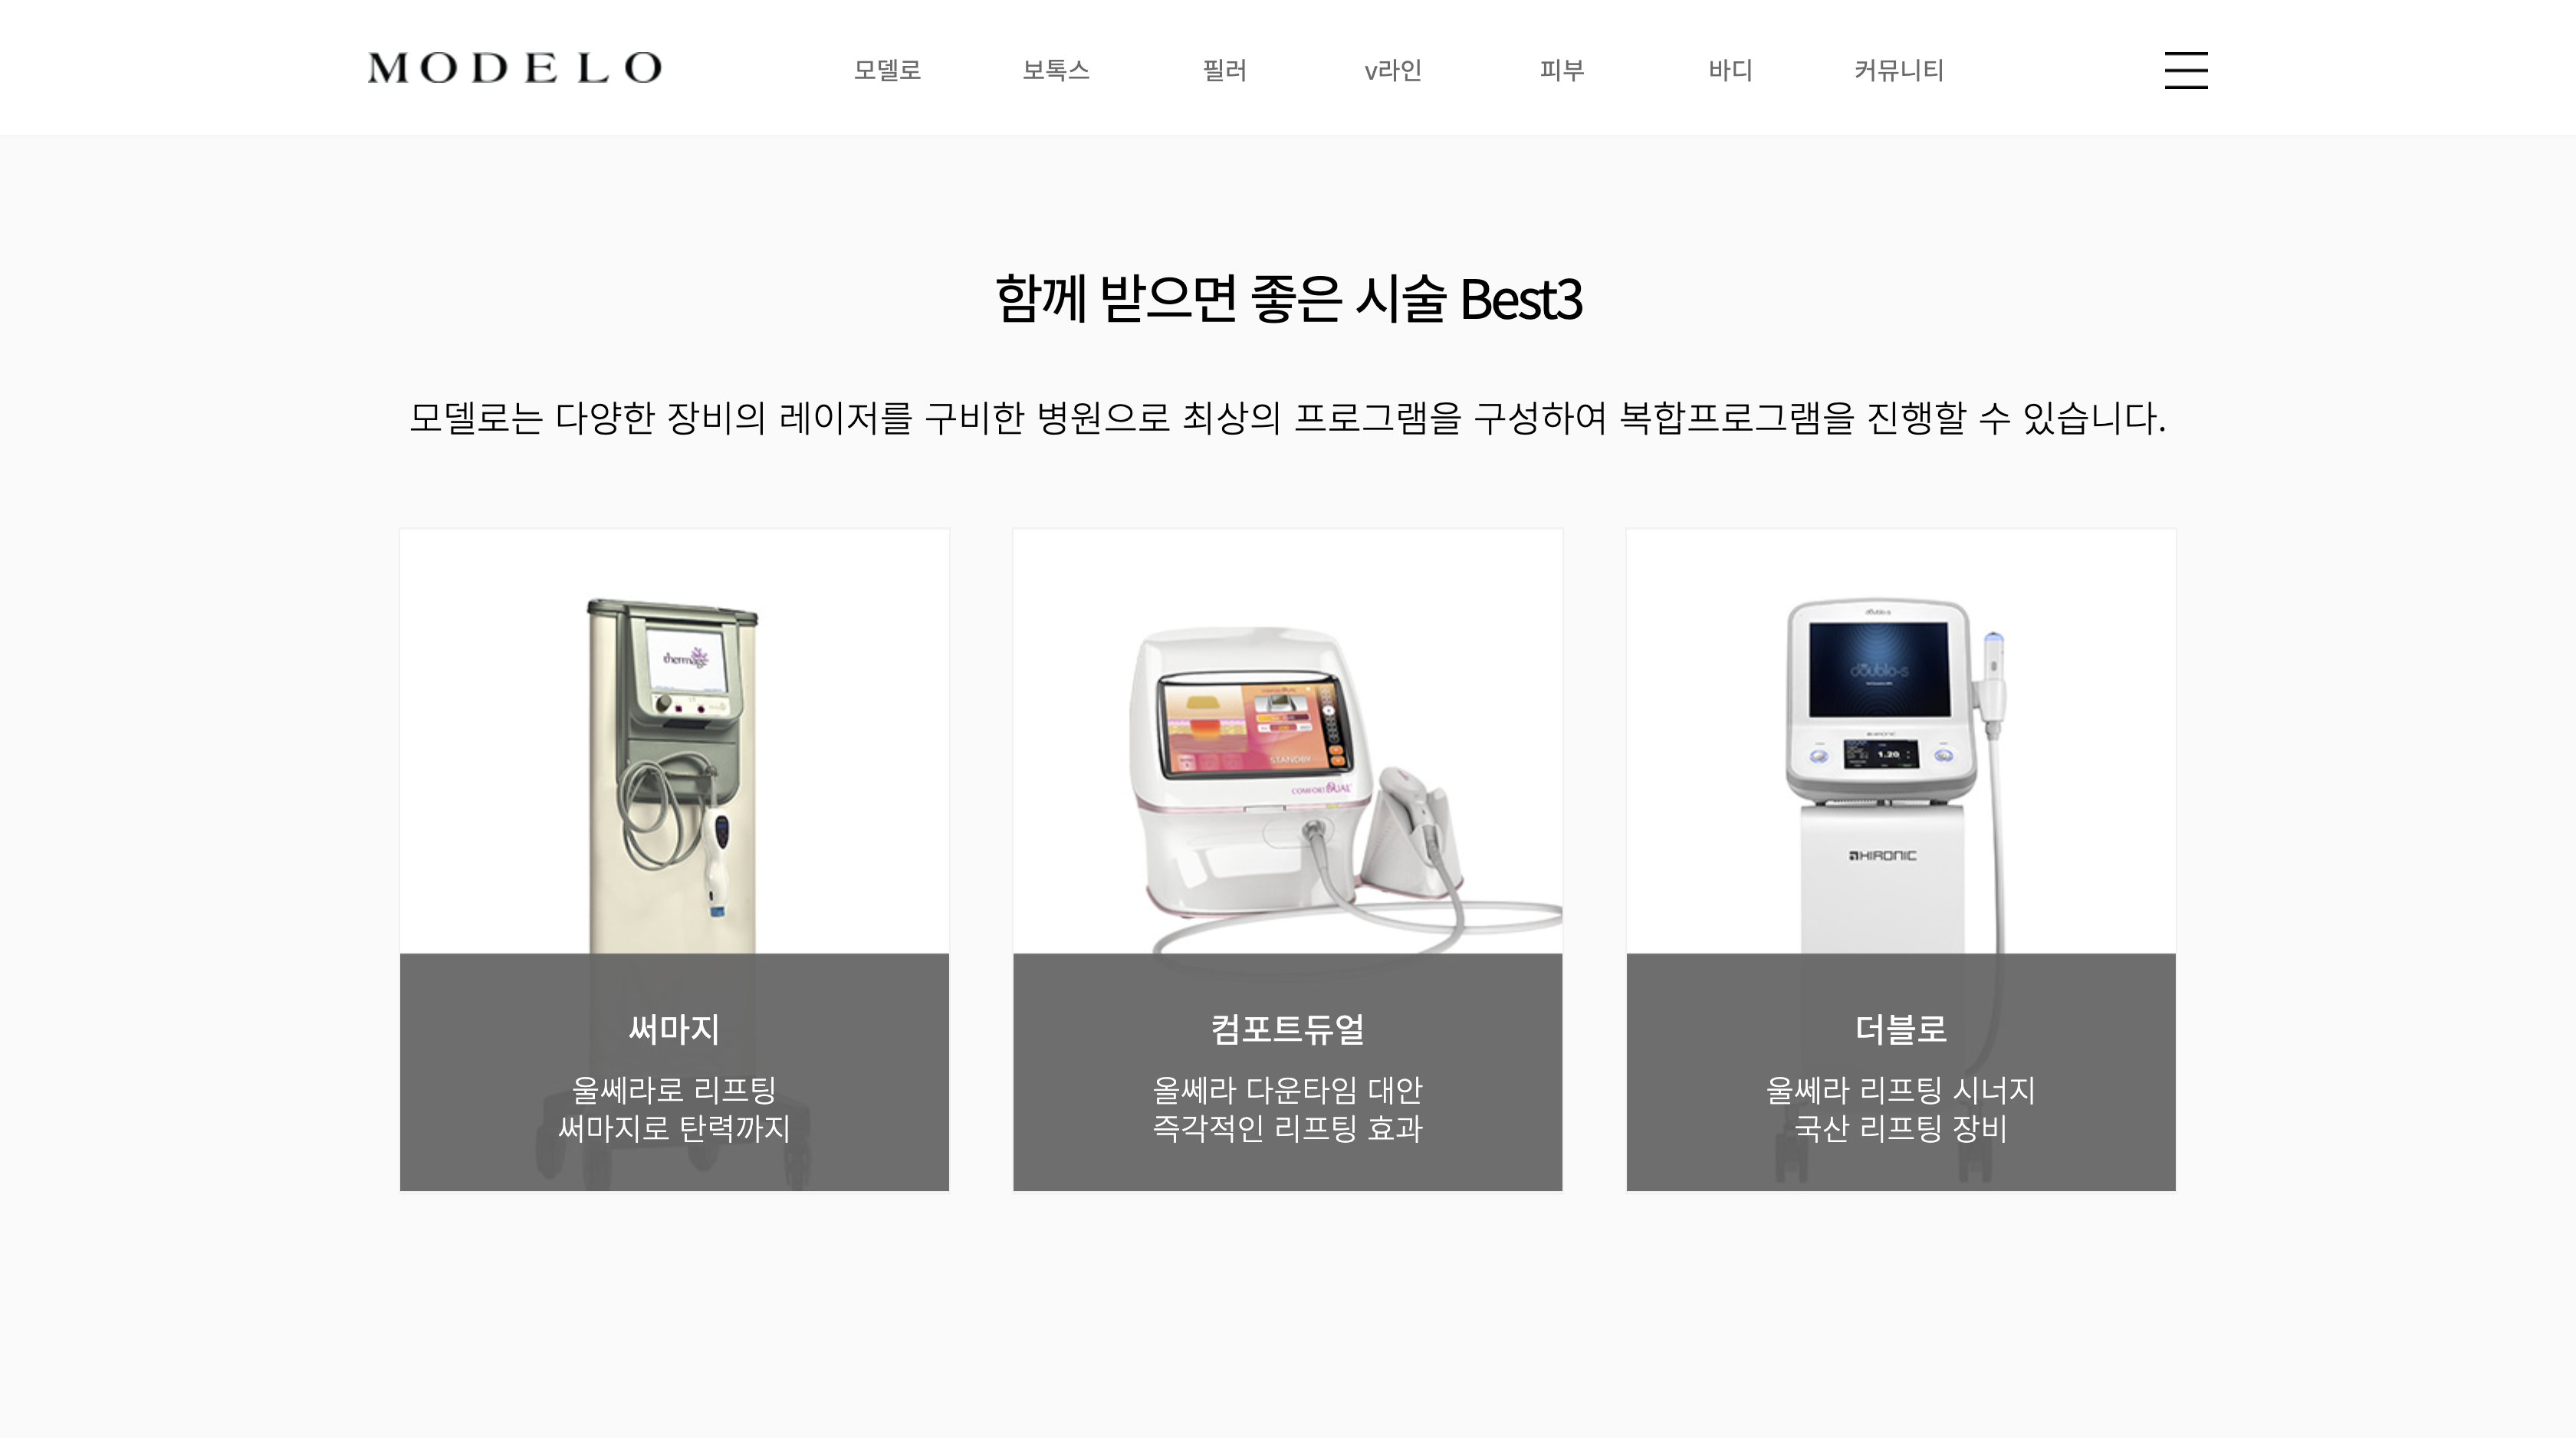 MODELO
모델로
보톡스
필러
v라인
피부
바디
커뮤니티
함께 받으면 좋은 시술 Best3
모델로는 다양한 장비의 레이저를 구비한 병원으로 최상의 프로그램을 구성하여 복합프로그램을 진행할 수 있습니다.
thermage
STANDBY
COMFORT DUAL
doublo-s
doublo-s
HIRONIC
1.20
HIRONIC
써마지
울쎄라로 리프팅
써마지로 탄력까지
컴포트듀얼
올쎄라 다운타임 대안
즉각적인 리프팅 효과
더블로
울쎄라 리프팅 시너지
국산 리프팅 장비